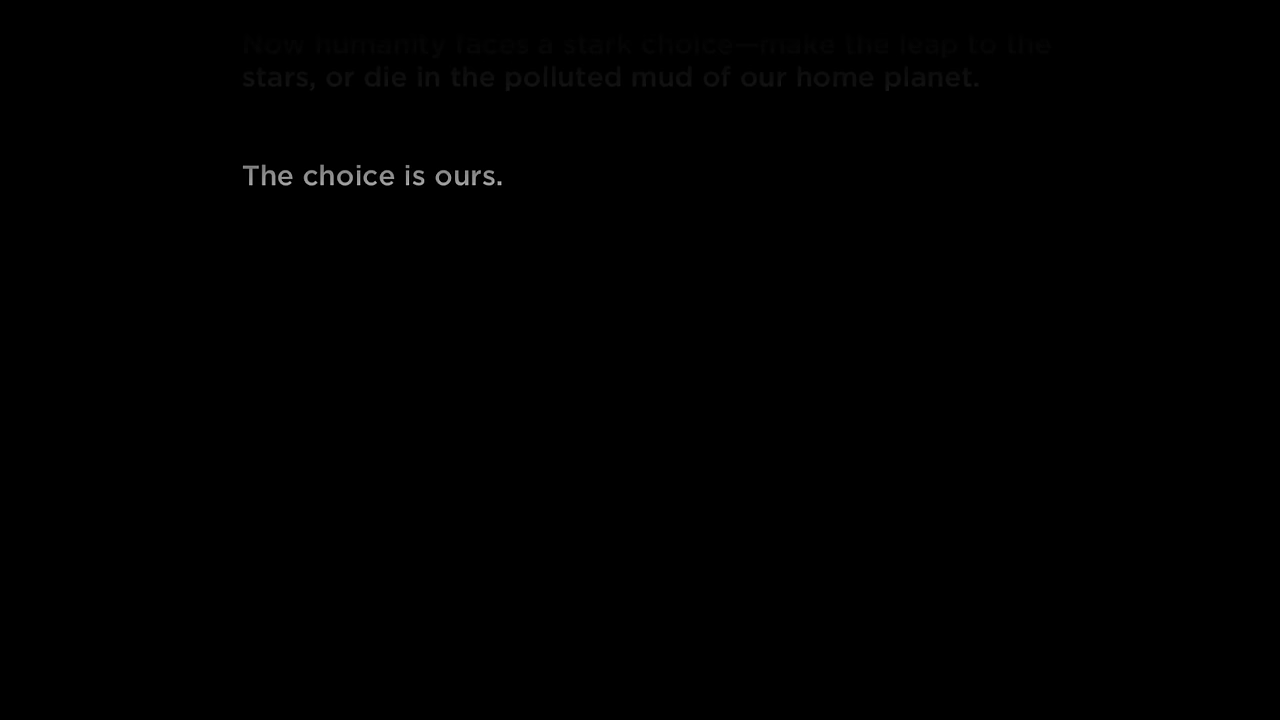 Now humanity faces a stark choice—make the leap to the
stars, or die in the polluted mud of our home planet.
The choice is ours.